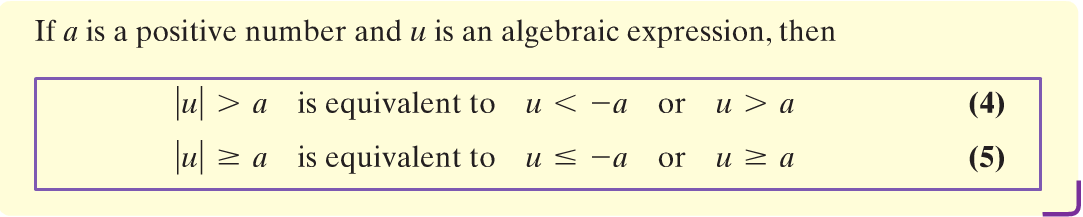 If a is a positive number and u is an algebraic expression, then
|u| > a is equivalent to u < −a or u > a (4)
|u| ≥ a is equivalent to u ≤ −a or u ≥ a (5)